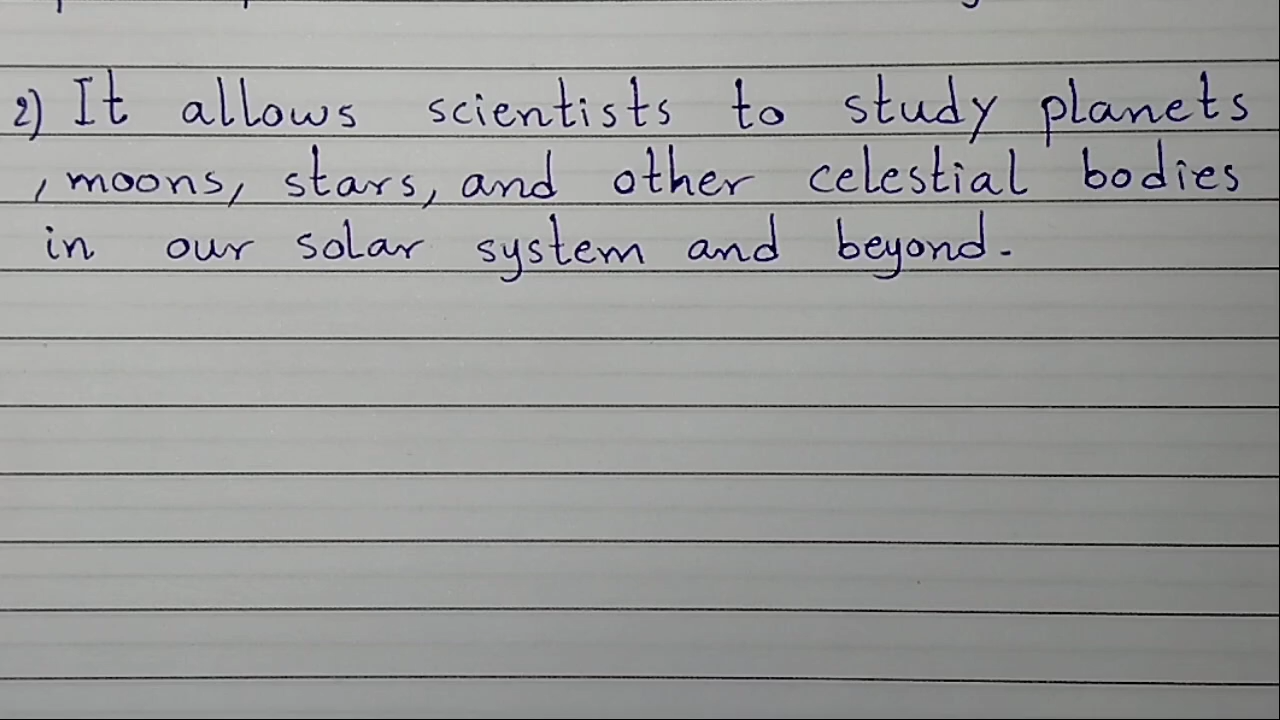 2) It allows scientists to study planets
, moons, stars, and other celestial bodies
in our solar system and beyond.